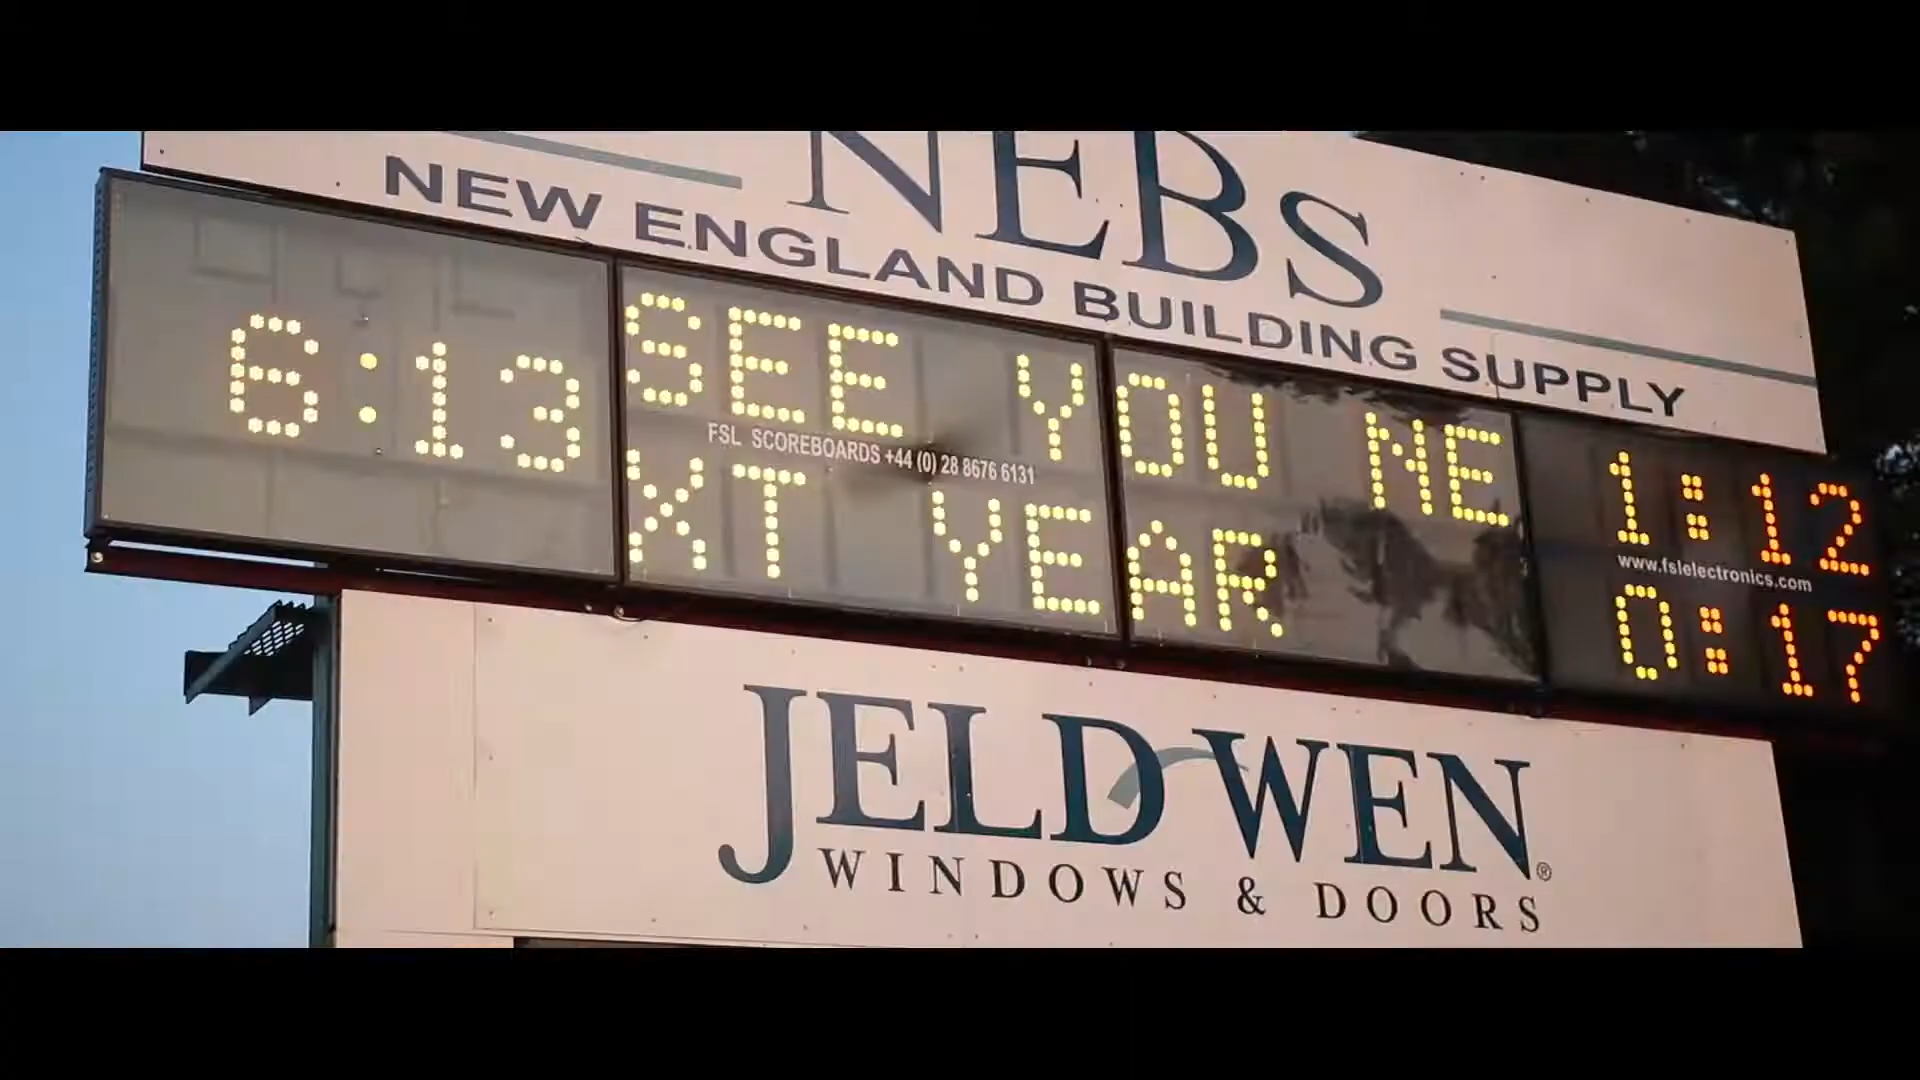 NEBS
NEW ENGLAND BUILDING SUPPLY
6:13
SEE YOU NE
XT YEAR
FSL SCOREBOARDS +44 (0) 28 8676 6131
1:12
www.fslelectronics.com
0:17
JELD WEN®
WINDOWS & DOORS